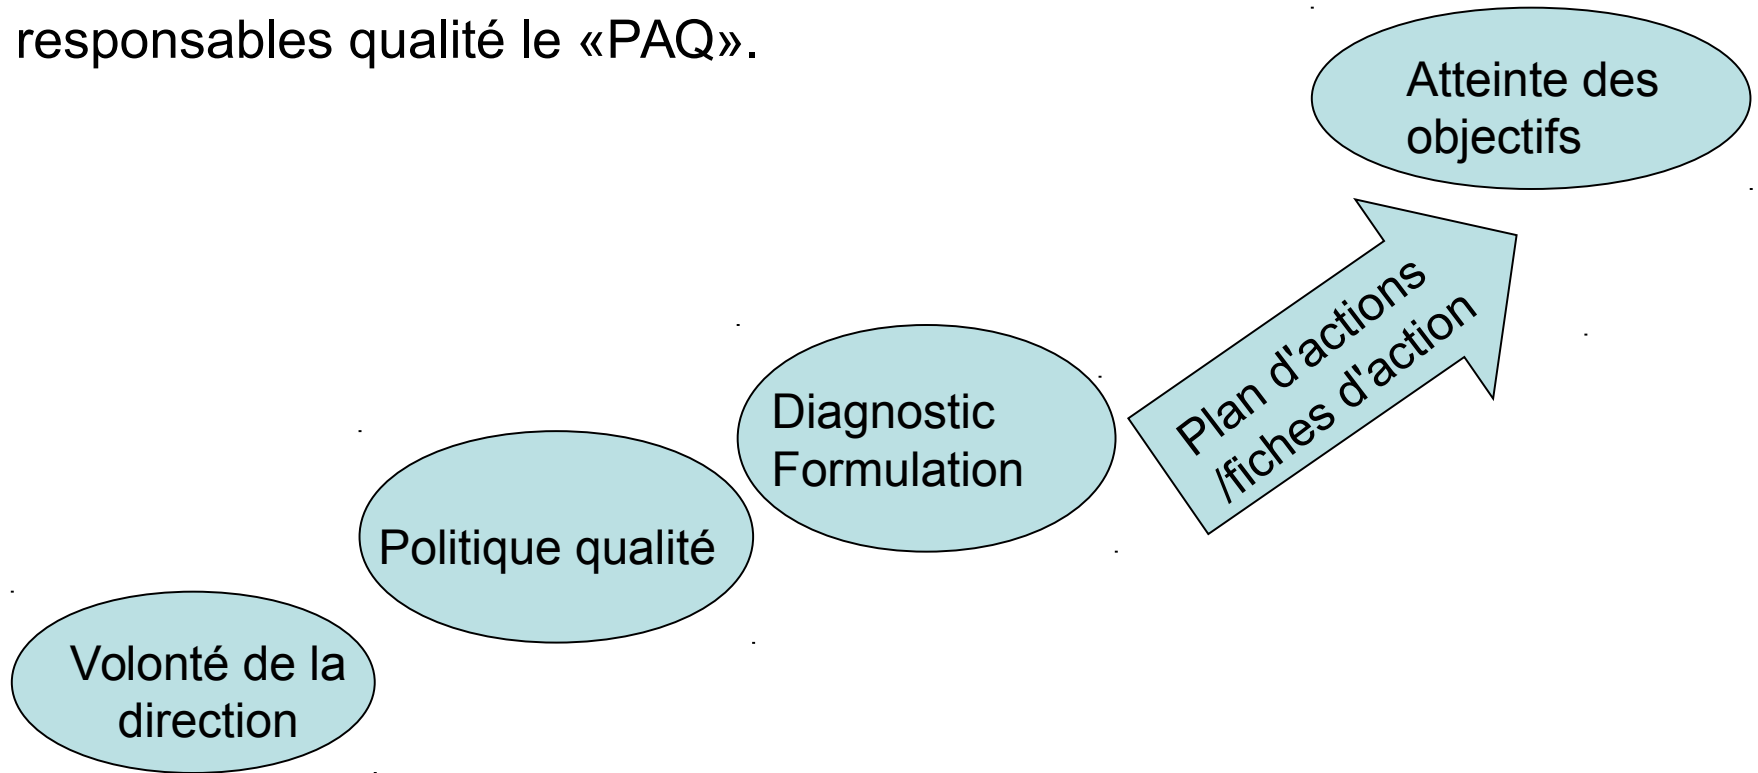 responsables qualité le «PAQ».
Atteinte des
objectifs
Plan d'actions
/fiches d'action
Diagnostic
Formulation
Politique qualité
Volonté de la
direction